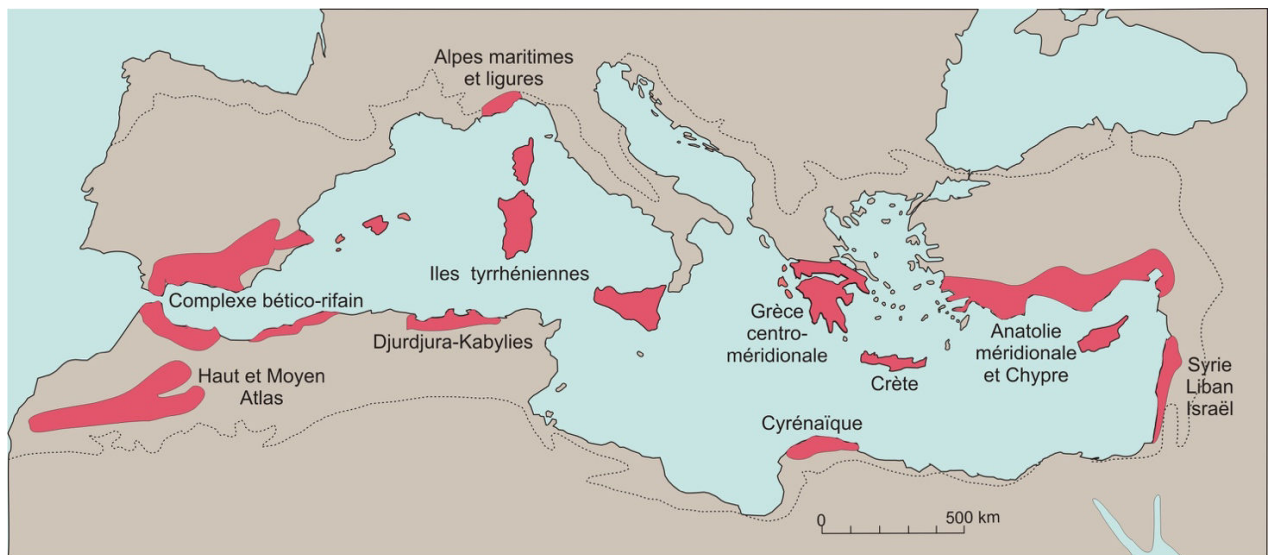 Alpes maritimes
et ligures
Iles tyrrhéniennes
Complexe bético-rifain
Djurdjura-Kabylies
Haut et Moyen
Atlas
Grèce
centro-
méridionale
Crète
Anatolie
méridionale
et Chypre
Syrie
Liban
Israël
Cyrénaïque
0 500 km